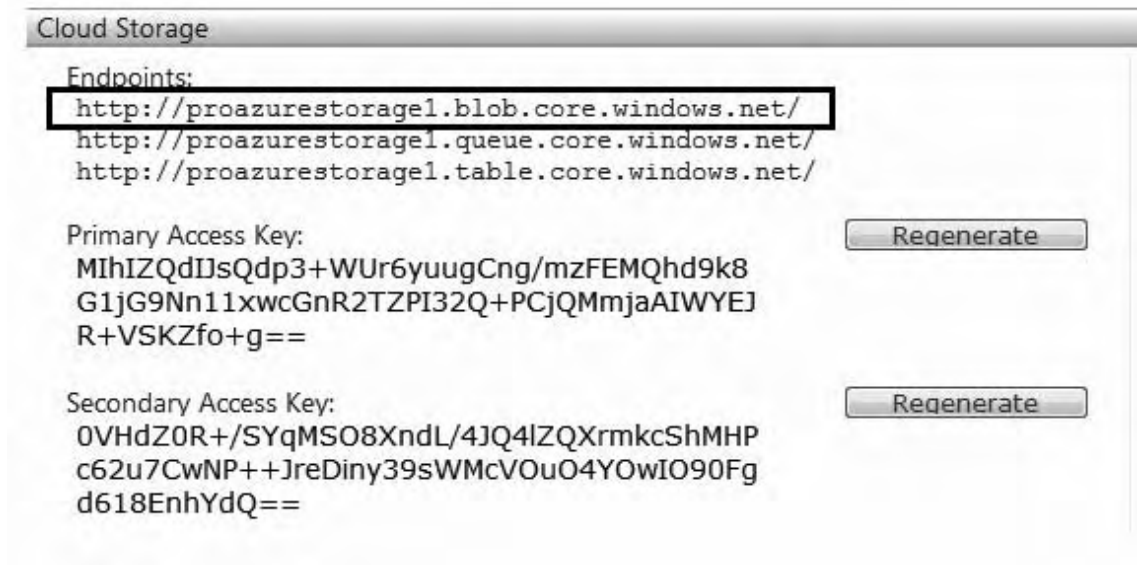 Cloud Storage
Endpoints:
http://proazurestorage1.blob.core.windows.net/
http://proazurestorage1.queue.core.windows.net/
http://proazurestorage1.table.core.windows.net/
Primary Access Key:
Regenerate
MIhIZQdIJsQdp3+WUr6yuugCng/mzFEMQhd9k8
G1jG9Nn11xwcGnR2TZPI32Q+PCjQMmjaAIWYEJ
R+VSKZfo+g==
Secondary Access Key:
Regenerate
0VHdZ0R+/SYqMSO8XndL/4JQ4lZQXrmkcShMHP
c62u7CwNP++JreDiny39sWMcVOuO4YOwIO90Fg
d618EnhYdQ==